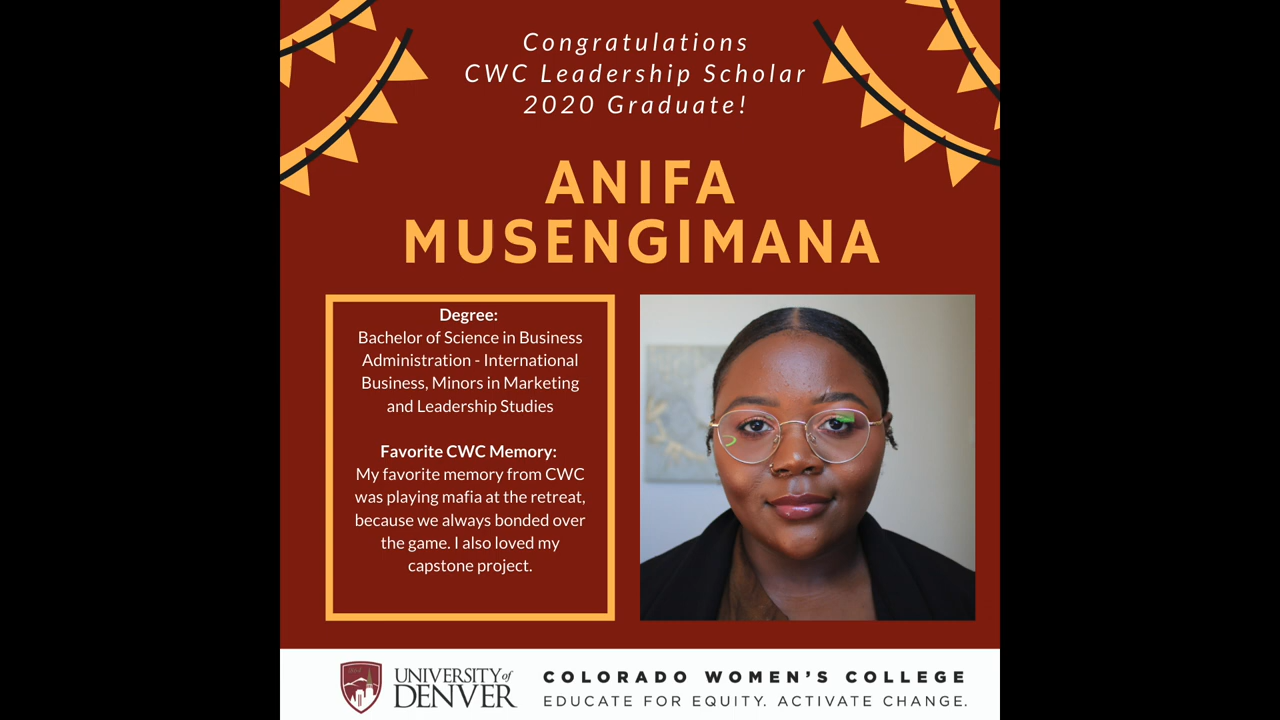 Congratulations
CWC Leadership Scholar
2020 Graduate!
ANIFA
MUSENGIMANA
Degree:
Bachelor of Science in Business
Administration - International
Business, Minors in Marketing
and Leadership Studies
Favorite CWC Memory:
My favorite memory from CWC
was playing mafia at the retreat,
because we always bonded over
the game. I also loved my
capstone project.
UNIVERSITY of
DENVER
COLORADO WOMEN'S COLLEGE
EDUCATE FOR EQUITY. ACTIVATE CHANGE.